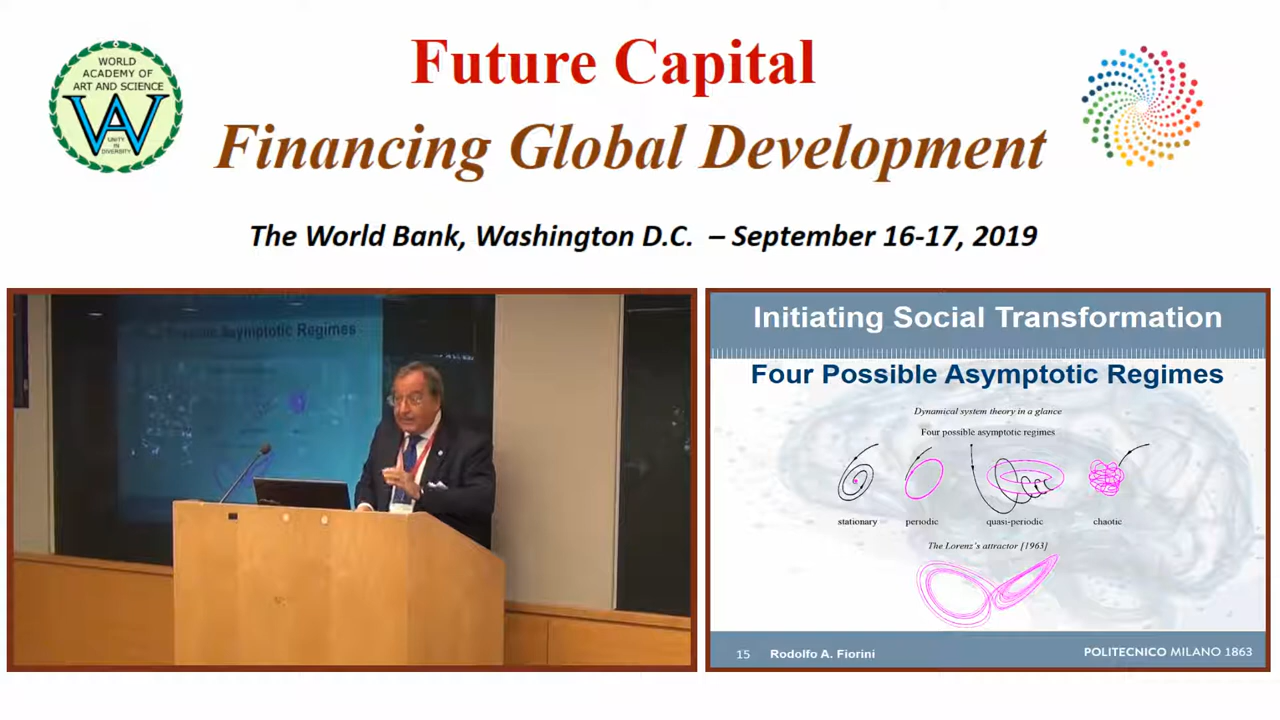 WORLD
ACADEMY OF
ART AND SCIENCE
UNITY
IN
DIVERSITY
Future Capital
Financing Global Development
The World Bank, Washington D.C. – September 16-17, 2019
Possible Asymptotic Regimes
Initiating Social Transformation
Four Possible Asymptotic Regimes
Dynamical system theory in a glance
Four possible asymptotic regimes
stationary periodic quasi-periodic chaotic
The Lorenz's attractor [1963]
15 Rodolfo A. Fiorini POLITECNICO MILANO 1863